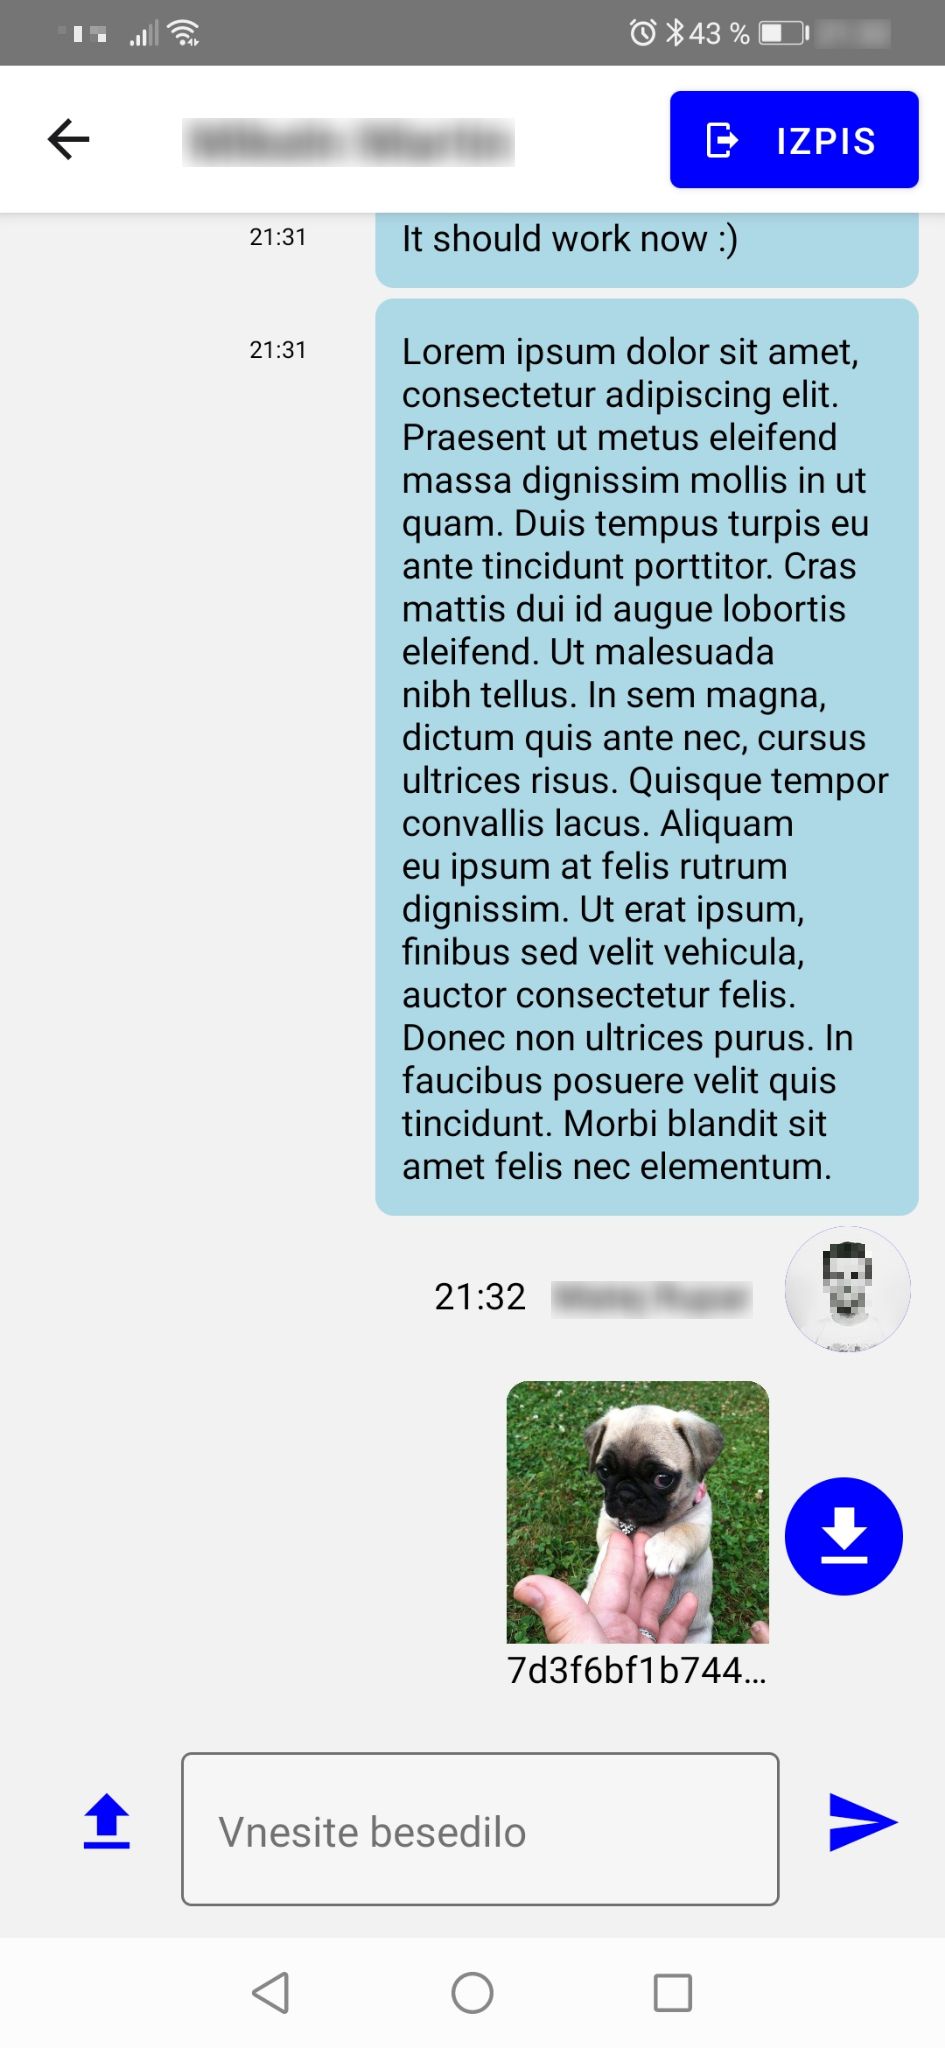 43 %
IZPIS
21:31
It should work now :)
21:31
Lorem ipsum dolor sit amet,
consectetur adipiscing elit.
Praesent ut metus eleifend
massa dignissim mollis in ut
quam. Duis tempus turpis eu
ante tincidunt porttitor. Cras
mattis dui id augue lobortis
eleifend. Ut malesuada
nibh tellus. In sem magna,
dictum quis ante nec, cursus
ultrices risus. Quisque tempor
convallis lacus. Aliquam
eu ipsum at felis rutrum
dignissim. Ut erat ipsum,
finibus sed velit vehicula,
auctor consectetur felis.
Donec non ultrices purus. In
faucibus posuere velit quis
tincidunt. Morbi blandit sit
amet felis nec elementum.
21:32
7d3f6bf1b744...
Vnesite besedilo